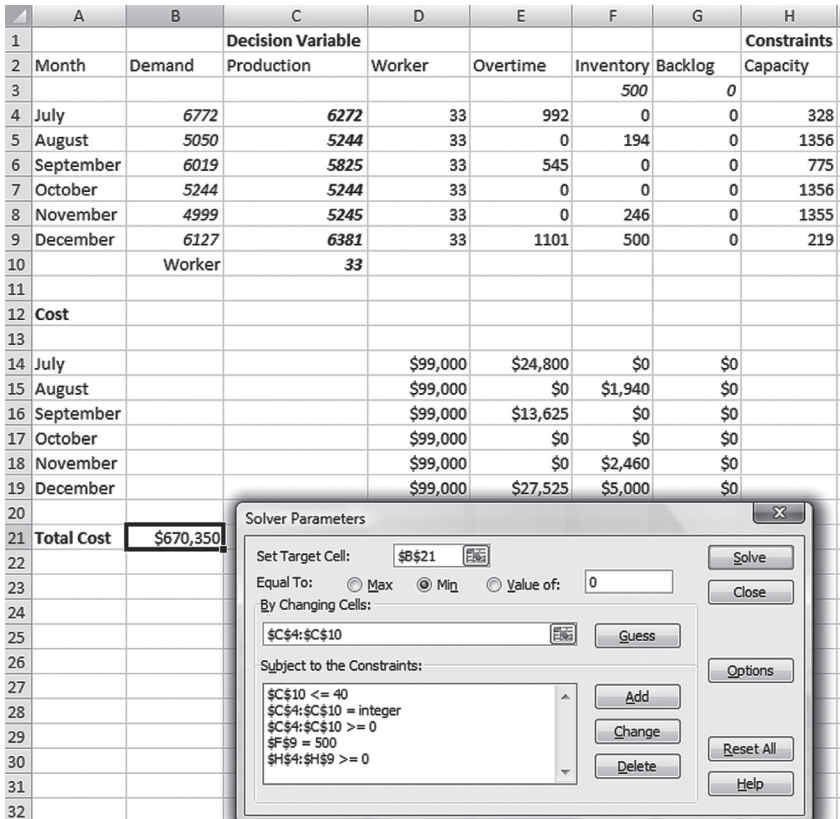 A B C D E F G H
1 Decision Variable Constraints
2 Month Demand Production Worker Overtime Inventory Backlog Capacity
3 500 0
4 July 6772 6272 33 992 0 0 328
5 August 5050 5244 33 0 194 0 1356
6 September 6019 5825 33 545 0 0 775
7 October 5244 5244 33 0 0 0 1356
8 November 4999 5245 33 0 246 0 1355
9 December 6127 6381 33 1101 500 0 219
10 Worker 33
11
12 Cost
13
14 July $99,000 $24,800 $0 $0
15 August $99,000 $0 $1,940 $0
16 September $99,000 $13,625 $0 $0
17 October $99,000 $0 $0 $0
18 November $99,000 $0 $2,460 $0
19 December $99,000 $27,525 $5,000 $0
20
21 Total Cost $670,350
22
23
24
25
26
27
28
29
30
31
32
Solver Parameters X
Set Target Cell: $B$21 Solve
Equal To: Max Min Value of: 0 Close
By Changing Cells:
$C$4:$C$10 Guess
Subject to the Constraints: Options
$C$10 <= 40 Add
$C$4:$C$10 = integer
$C$4:$C$10 >= 0 Change
$F$9 = 500
$H$4:$H$9 >= 0 Delete
Reset All
Help